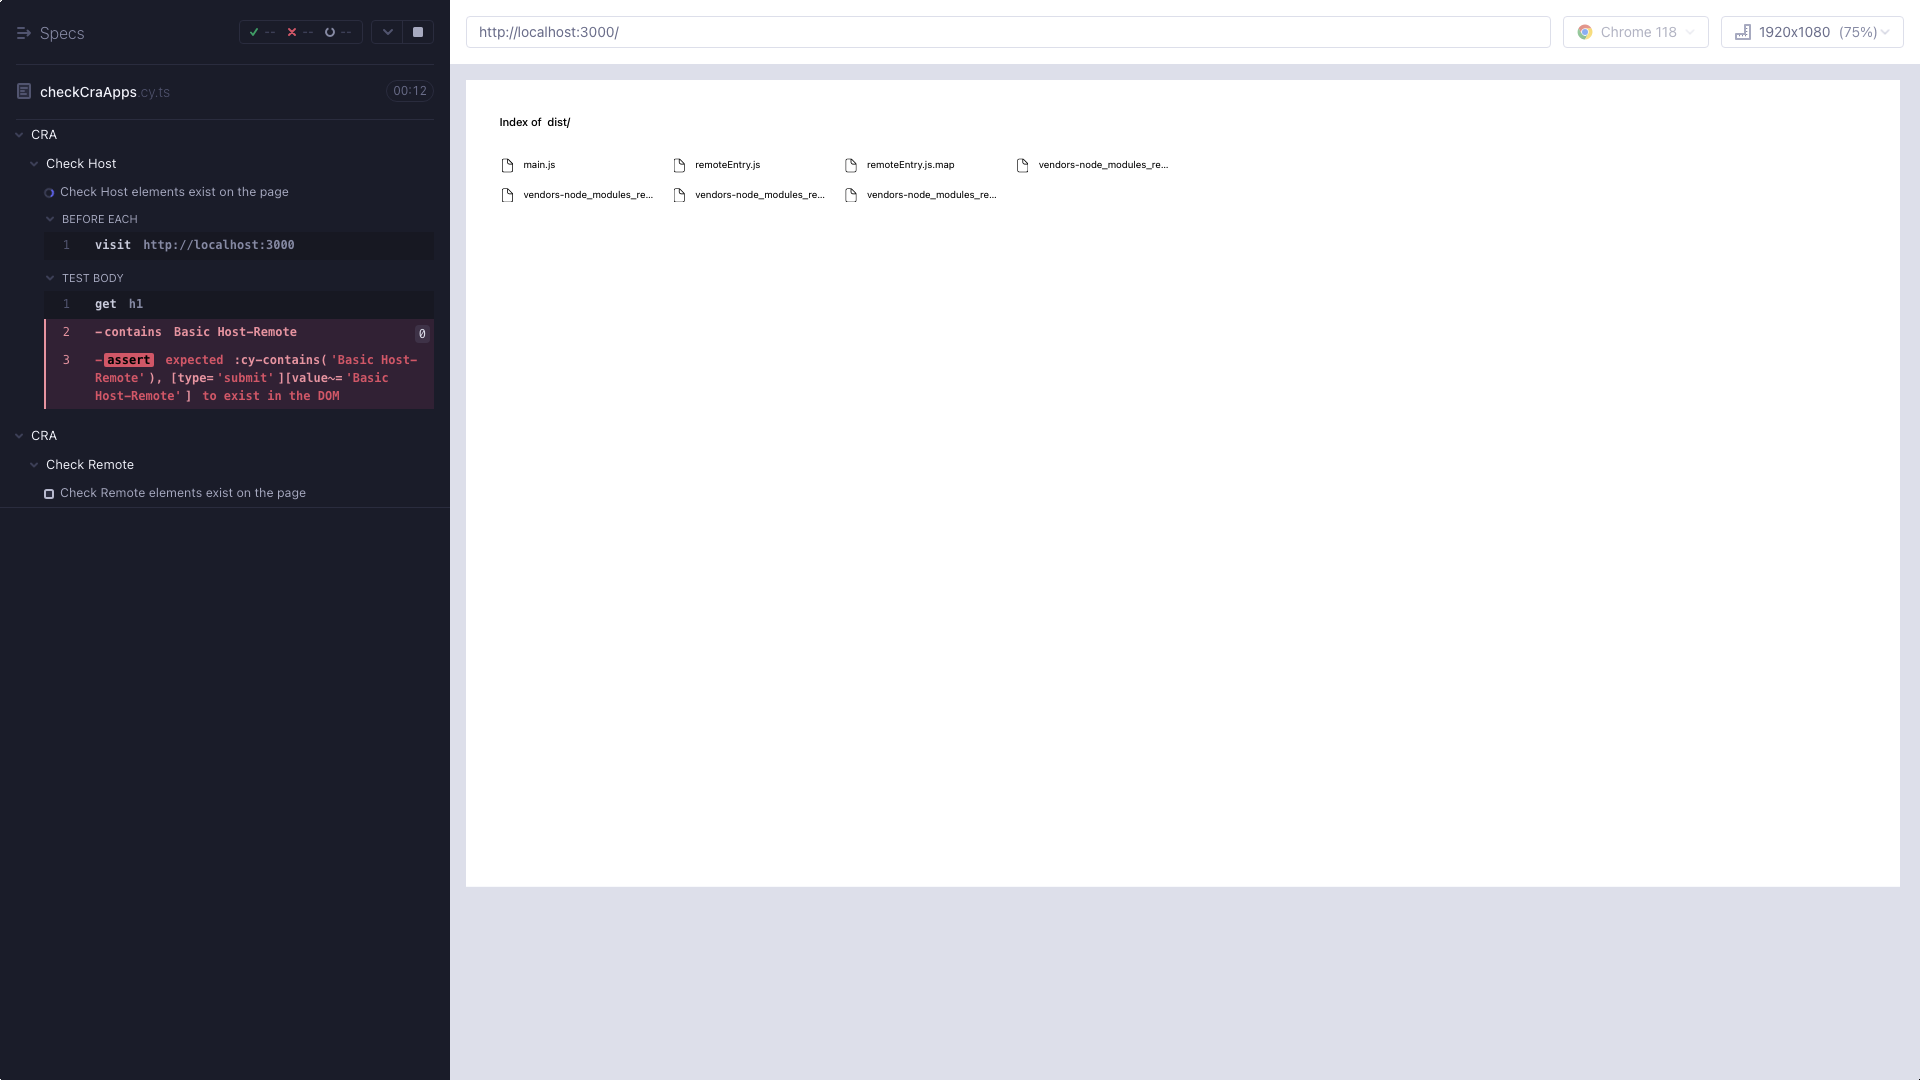 Specs
-- -- --
checkCraApps.cy.ts 00:12
CRA
Check Host
Check Host elements exist on the page
BEFORE EACH
1 visit http://localhost:3000
TEST BODY
1 get h1
2 -contains Basic Host-Remote 0
3 -assert expected :cy-contains('Basic Host-
Remote'), [type='submit'][value~='Basic
Host-Remote'] to exist in the DOM
CRA
Check Remote
Check Remote elements exist on the page
http://localhost:3000/ Chrome 118 1920x1080 (75%)
Index of dist/
main.js remoteEntry.js remoteEntry.js.map vendors-node_modules_re...
vendors-node_modules_re... vendors-node_modules_re... vendors-node_modules_re...